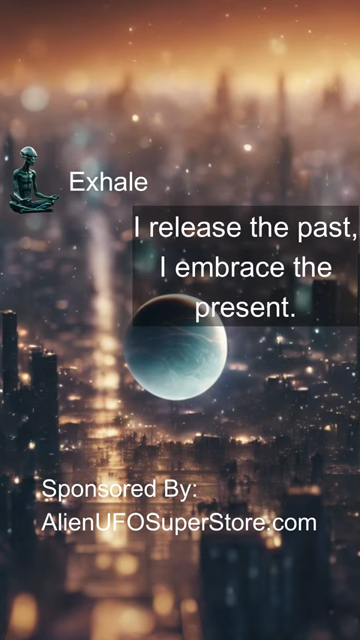 Exhale
I release the past,
I embrace the
present.
Sponsored By:
AlienUFOSuperStore.com